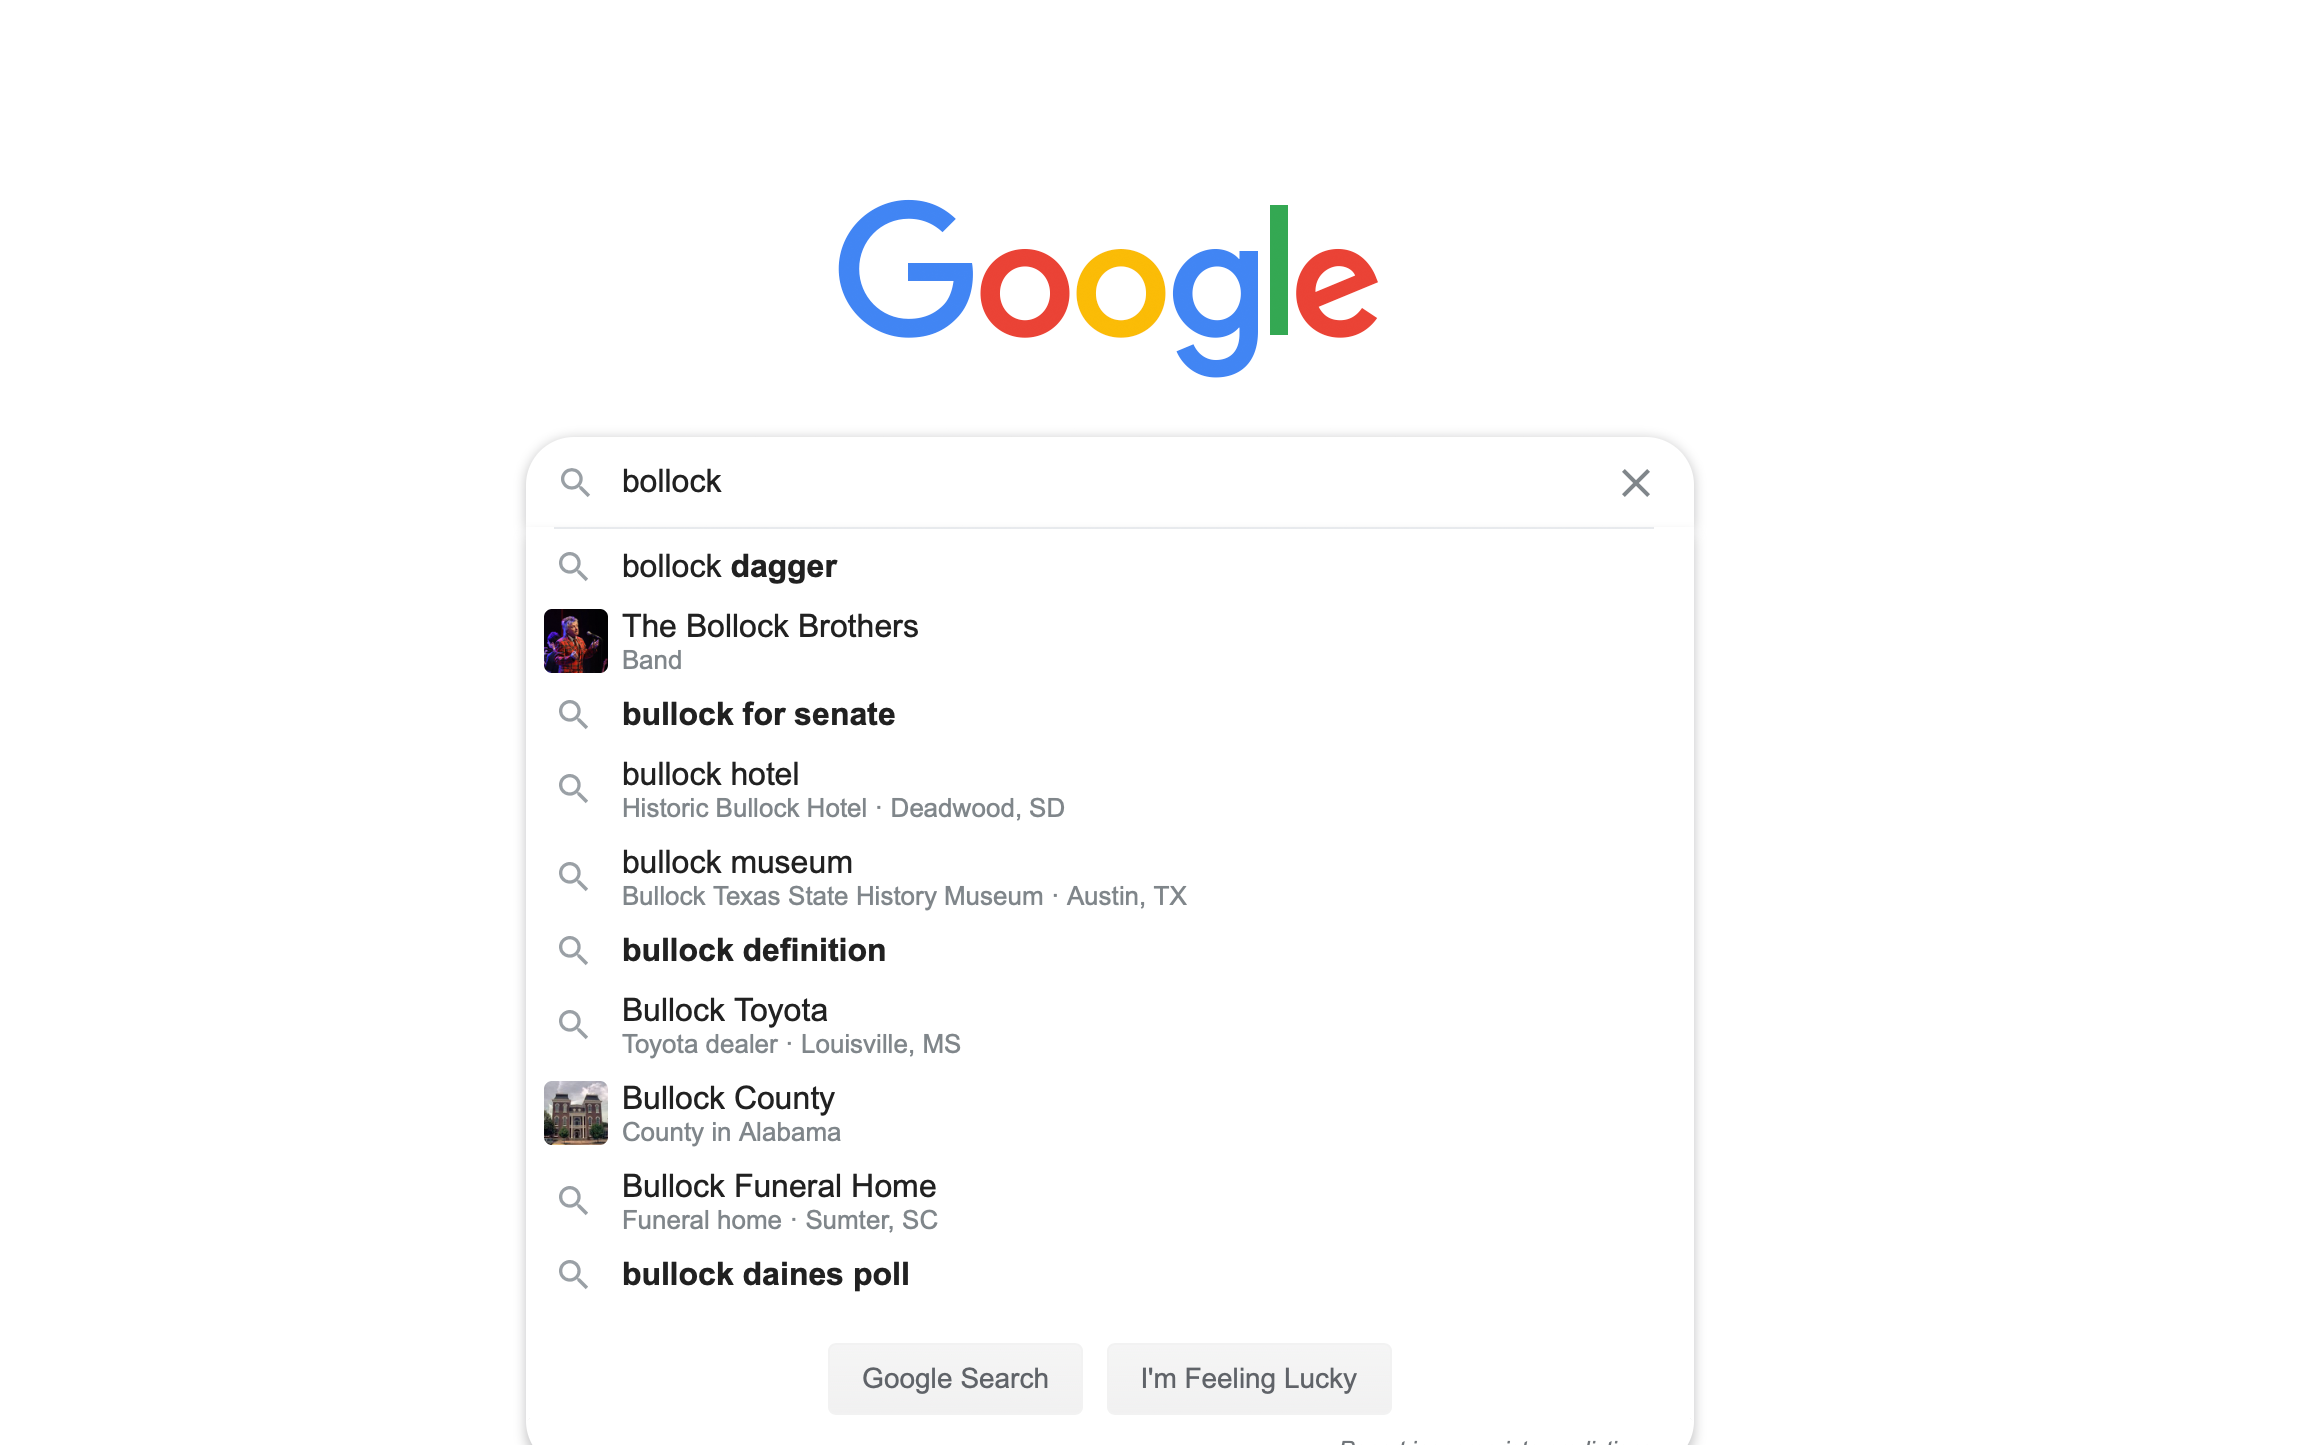 Google
bollock
bollock dagger
The Bollock Brothers
Band
bullock for senate
bullock hotel
Historic Bullock Hotel · Deadwood, SD
bullock museum
Bullock Texas State History Museum · Austin, TX
bullock definition
Bullock Toyota
Toyota dealer · Louisville, MS
Bullock County
County in Alabama
Bullock Funeral Home
Funeral home · Sumter, SC
bullock daines poll
Google Search
I'm Feeling Lucky